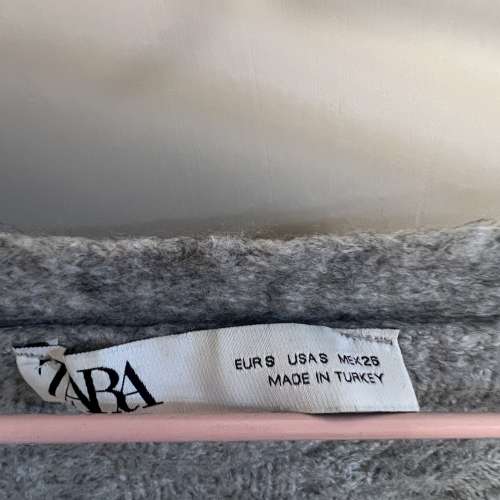 ZARA
EUR S USA S MEX 26
MADE IN TURKEY